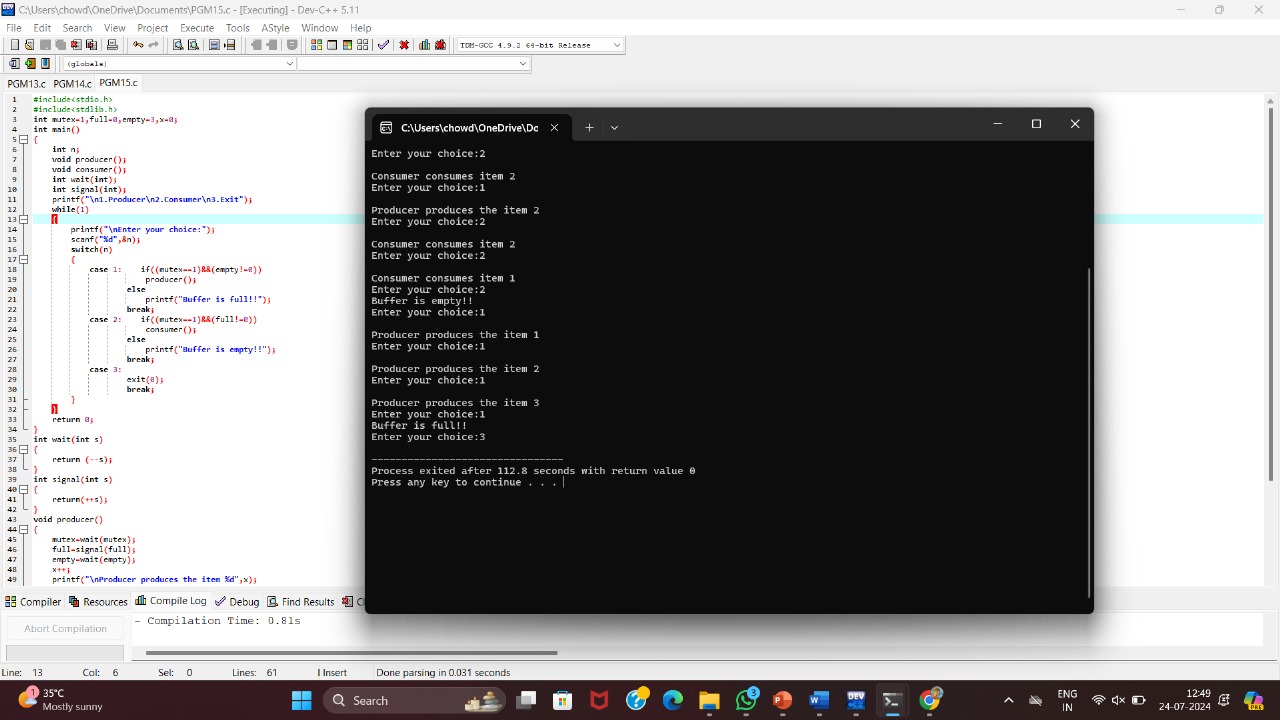 C:\Users\chowd\OneDrive\Documents\PGM15.c - [Executing] - Dev-C++ 5.11
File Edit Search View Project Execute Tools AStyle Window Help
TDM-GCC 4.9.2 64-bit Release
(globals)
PGM13.c PGM14.c PGM15.c
1 #include<stdio.h>
2 #include<stdlib.h>
3 int mutex=1,full=0,empty=3,x=0;
4 int main()
5 {
6 int n;
7 void producer();
8 void consumer();
9 int wait(int);
10 int signal(int);
11 printf("\n1.Producer\n2.Consumer\n3.Exit");
12 while(1)
13 {
14 printf("\nEnter your choice:");
15 scanf("%d",&n);
16 switch(n)
17 {
18 case 1: if((mutex==1)&&(empty!=0))
19 producer();
20 else
21 printf("Buffer is full!!");
22 break;
23 case 2: if((mutex==1)&&(full!=0))
24 consumer();
25 else
26 printf("Buffer is empty!!");
27 break;
28 case 3:
29 exit(0);
30 break;
31 }
32 }
33 return 0;
34 }
35 int wait(int s)
36 {
37 return (--s);
38 }
39 int signal(int s)
40 {
41 return(++s);
42 }
43 void producer()
44 {
45 mutex=wait(mutex);
46 full=signal(full);
47 empty=wait(empty);
48 x++;
49 printf("\nProducer produces the item %d",x);
C:\Users\chowd\OneDrive\Do
Enter your choice:2
Consumer consumes item 2
Enter your choice:1
Producer produces the item 2
Enter your choice:2
Consumer consumes item 2
Enter your choice:2
Consumer consumes item 1
Enter your choice:2
Buffer is empty!!
Enter your choice:1
Producer produces the item 1
Enter your choice:1
Producer produces the item 2
Enter your choice:1
Producer produces the item 3
Enter your choice:1
Buffer is full!!
Enter your choice:3
--------------------------------
Process exited after 112.8 seconds with return value 0
Press any key to continue . . .
Compiler Resources Compile Log Debug Find Results
Abort Compilation
- Compilation Time: 0.81s
Line: 13 Col: 6 Sel: 0 Lines: 61 Insert Done parsing in 0.031 seconds
1 35°C
Mostly sunny
Search
3
DEV
ENG
IN
12:49
24-07-2024
PRE